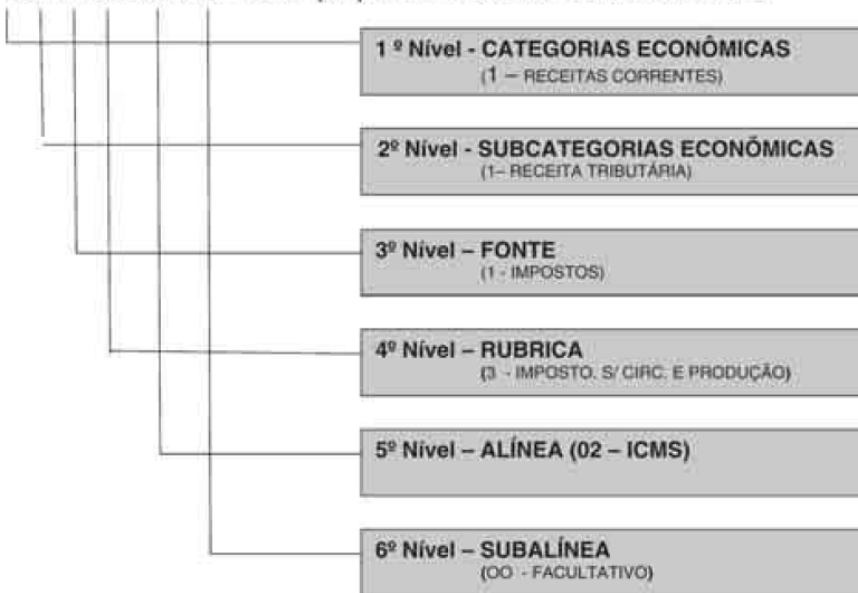 1 º Nível - CATEGORIAS ECONÔMICAS
(1 – RECEITAS CORRENTES)
2º Nível - SUBCATEGORIAS ECONÔMICAS
(1– RECEITA TRIBUTÁRIA)
3º Nível – FONTE
(1 - IMPOSTOS)
4º Nível – RUBRICA
(3 - IMPOSTO. S/ CIRC. E PRODUÇÃO)
5º Nível – ALÍNEA (02 – ICMS)
6º Nível – SUBALÍNEA
(OO - FACULTATIVO)